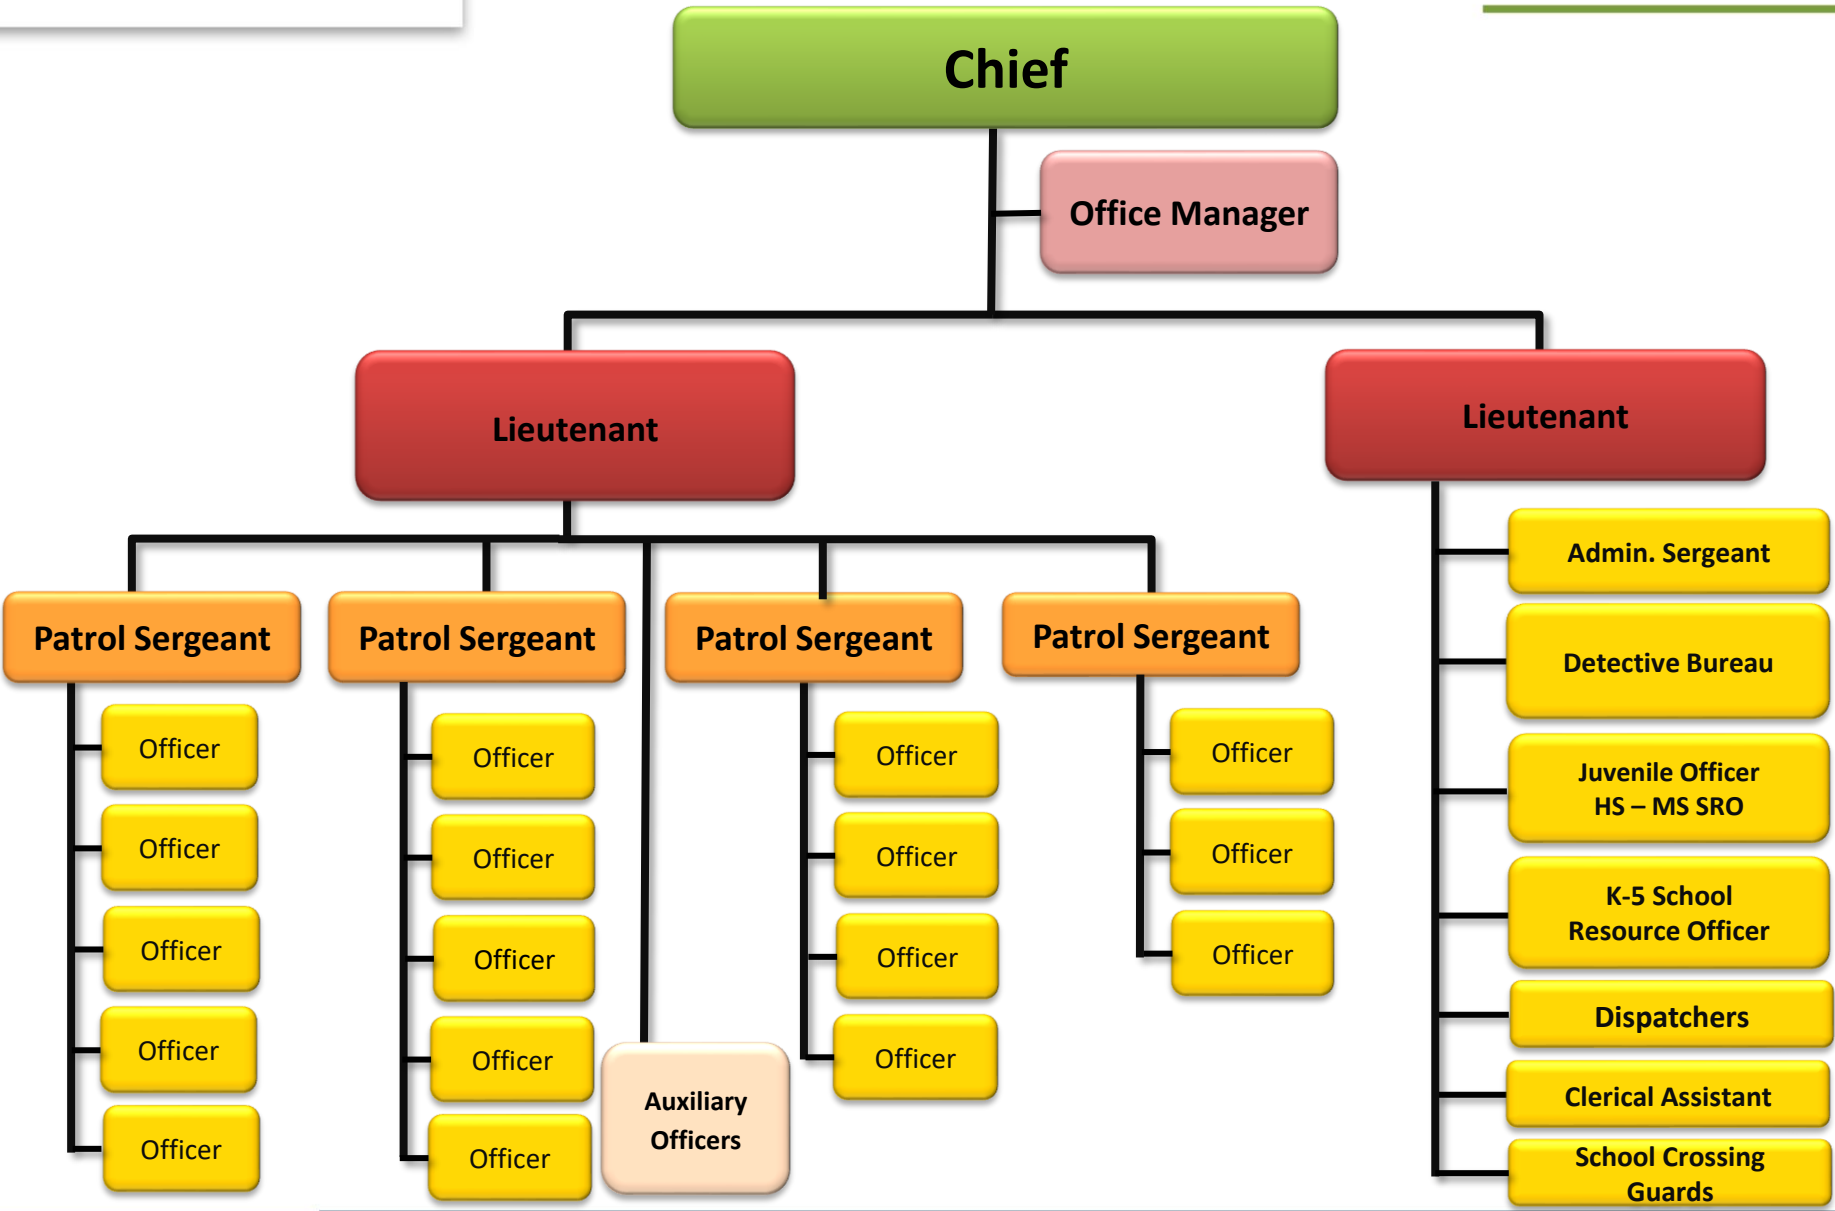 Chief
Office Manager
Lieutenant
Lieutenant
Patrol Sergeant
Officer
Officer
Officer
Officer
Officer
Patrol Sergeant
Officer
Officer
Officer
Officer
Officer
Auxiliary
Officers
Patrol Sergeant
Officer
Officer
Officer
Officer
Patrol Sergeant
Officer
Officer
Officer
Admin. Sergeant
Detective Bureau
Juvenile Officer
HS – MS SRO
K-5 School
Resource Officer
Dispatchers
Clerical Assistant
School Crossing
Guards